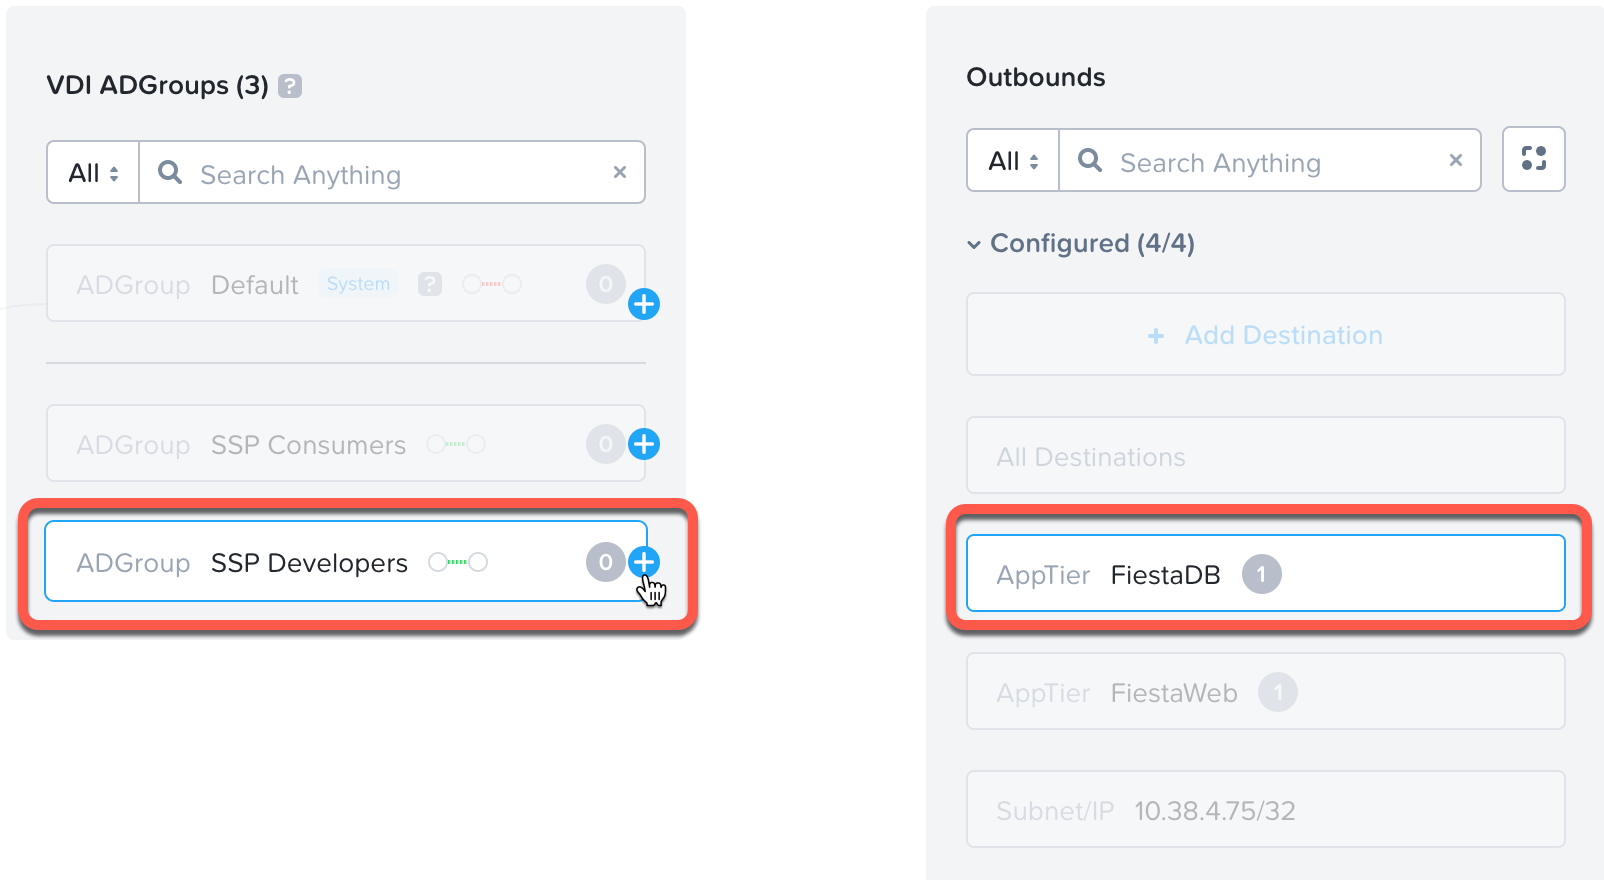 VDI ADGroups (3) ?
All Search Anything ×
ADGroup Default System ? 0 +
ADGroup SSP Consumers 0 +
ADGroup SSP Developers 0 +
Outbounds
All Search Anything ×
Configured (4/4)
+ Add Destination
All Destinations
AppTier FiestaDB 1
AppTier FiestaWeb 1
Subnet/IP 10.38.4.75/32